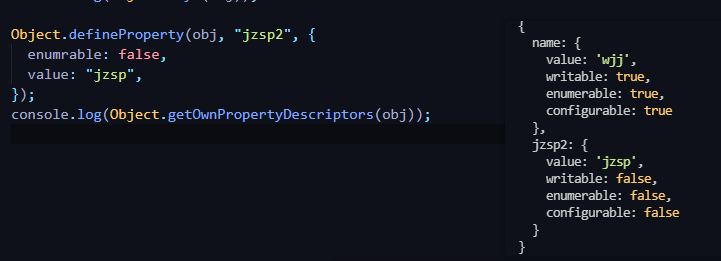 Object.defineProperty(obj, "jzsp2", {
  enumrable: false,
  value: "jzsp",
});
console.log(Object.getOwnPropertyDescriptors(obj));
{
  name: {
    value: 'wjj',
    writable: true,
    enumerable: true,
    configurable: true
  },
  jzsp2: {
    value: 'jzsp',
    writable: false,
    enumerable: false,
    configurable: false
  }
}